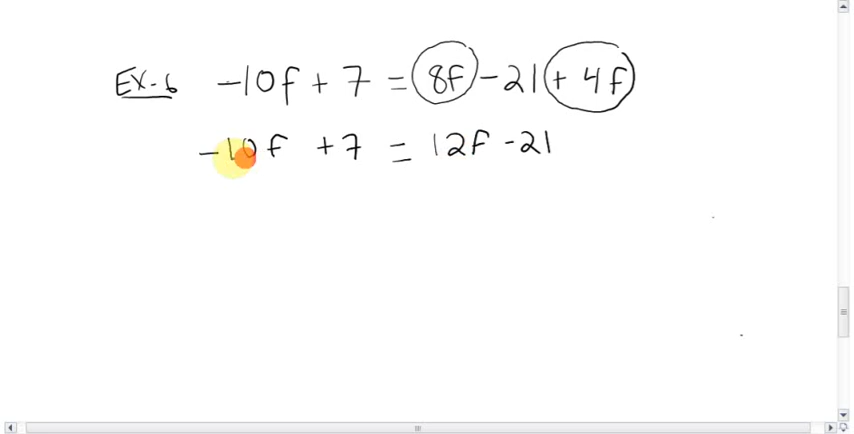 Ex-6 -10f + 7 = 8f - 21 + 4f
-10f + 7 = 12f - 21